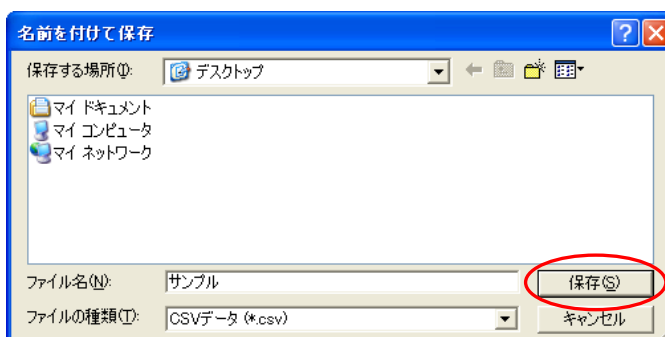 名前を付けて保存
保存する場所(I): デスクトップ
マイ ドキュメント
マイ コンピュータ
マイ ネットワーク
ファイル名(N): サンプル 保存(S)
ファイルの種類(T): CSVデータ (*.csv) キャンセル